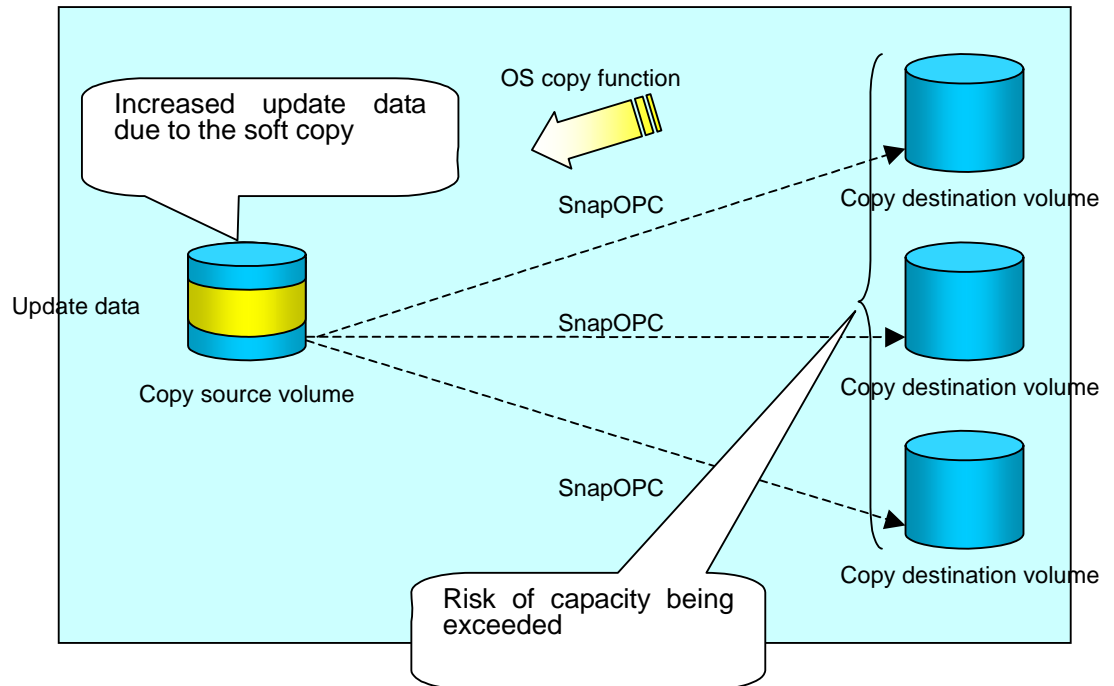 OS copy function
Increased update data
due to the soft copy
SnapOPC
Copy destination volume
Update data
SnapOPC
Copy source volume
Copy destination volume
SnapOPC
Copy destination volume
Risk of capacity being
exceeded